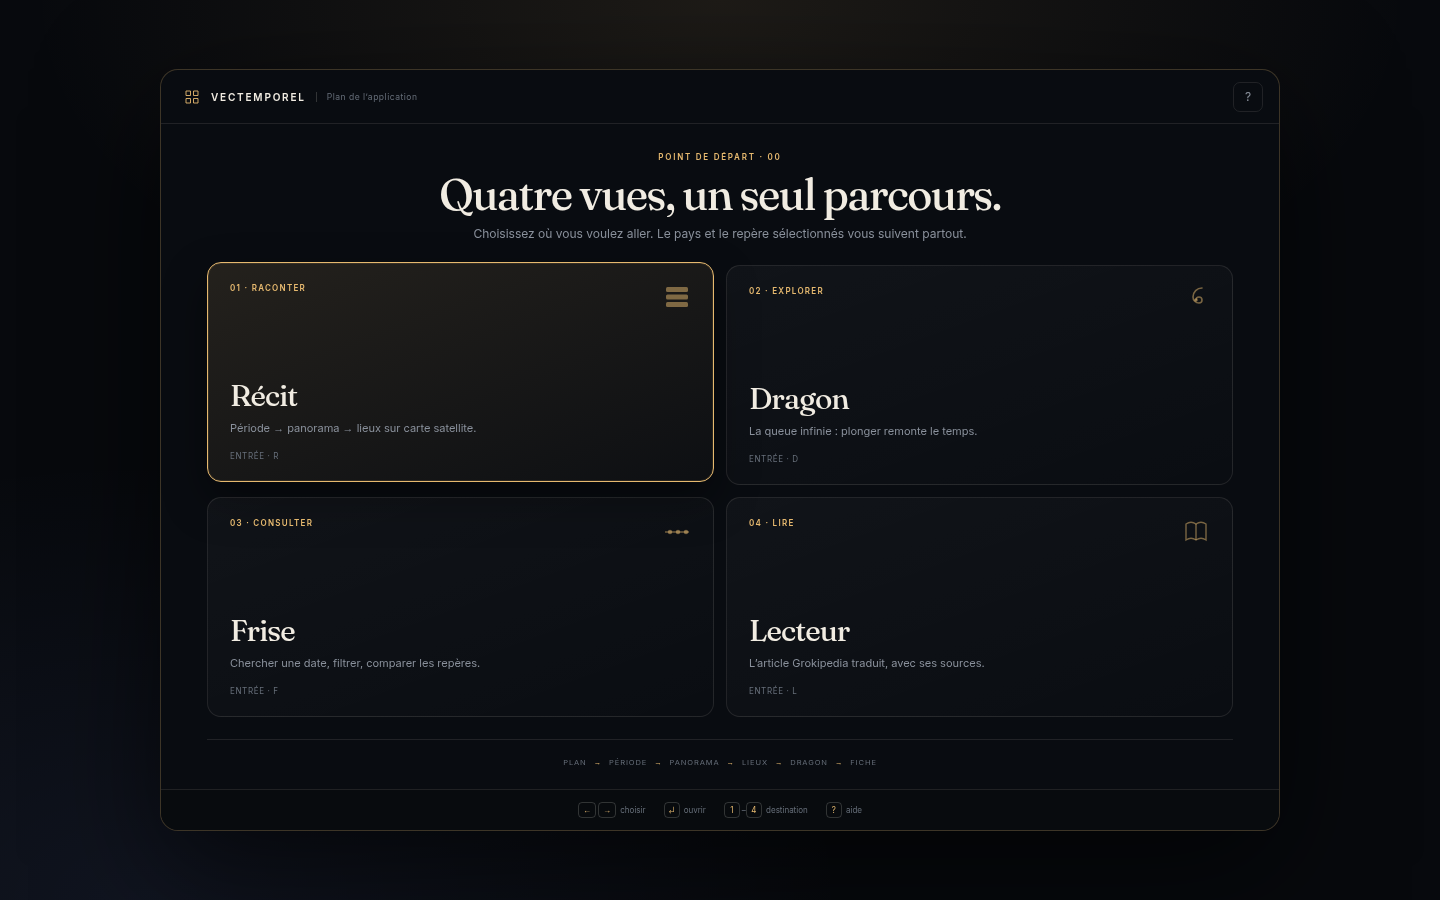 VECTEMPOREL | Plan de l'application ?
POINT DE DÉPART · 00
Quatre vues, un seul parcours.
Choisissez où vous voulez aller. Le pays et le repère sélectionnés vous suivent partout.
01 · RACONTER
Récit
Période → panorama → lieux sur carte satellite.
ENTRÉE · R
02 · EXPLORER
Dragon
La queue infinie : plonger remonte le temps.
ENTRÉE · D
03 · CONSULTER
Frise
Chercher une date, filtrer, comparer les repères.
ENTRÉE · F
04 · LIRE
Lecteur
L'article Grokipedia traduit, avec ses sources.
ENTRÉE · L
PLAN → PÉRIODE → PANORAMA → LIEUX → DRAGON → FICHE
← → choisir ↵ ouvrir 1–4 destination ? aide